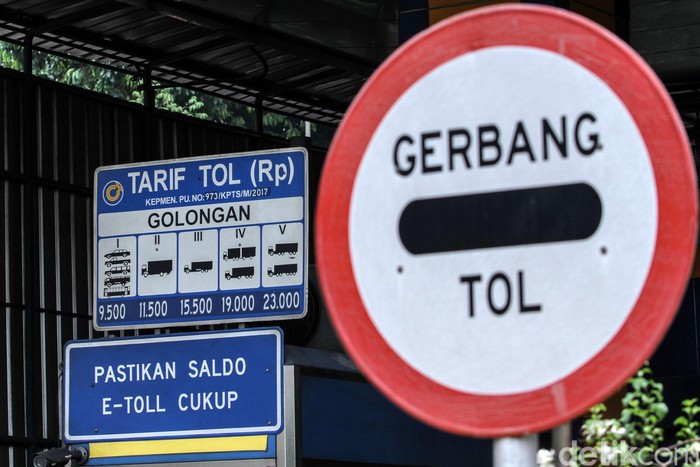 TARIF TOL (Rp)
KEPMEN. PU. NO: 973/KPTS/M/2017
GOLONGAN
I II III IV V
9.500 11.500 15.500 19.000 23.000
PASTIKAN SALDO
E-TOLL CUKUP
GERBANG
TOL
detikcom